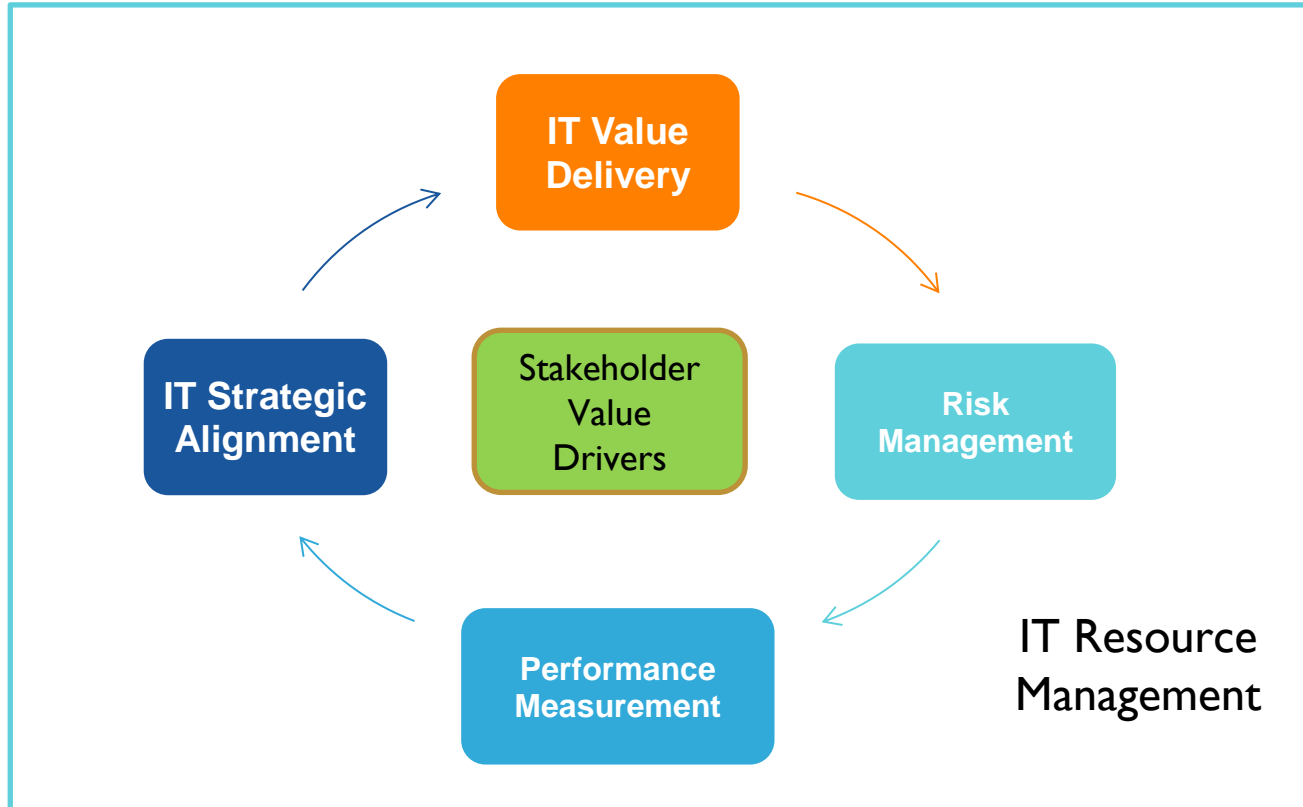 IT Value
Delivery
IT Strategic
Alignment
Stakeholder
Value
Drivers
Risk
Management
Performance
Measurement
IT Resource
Management